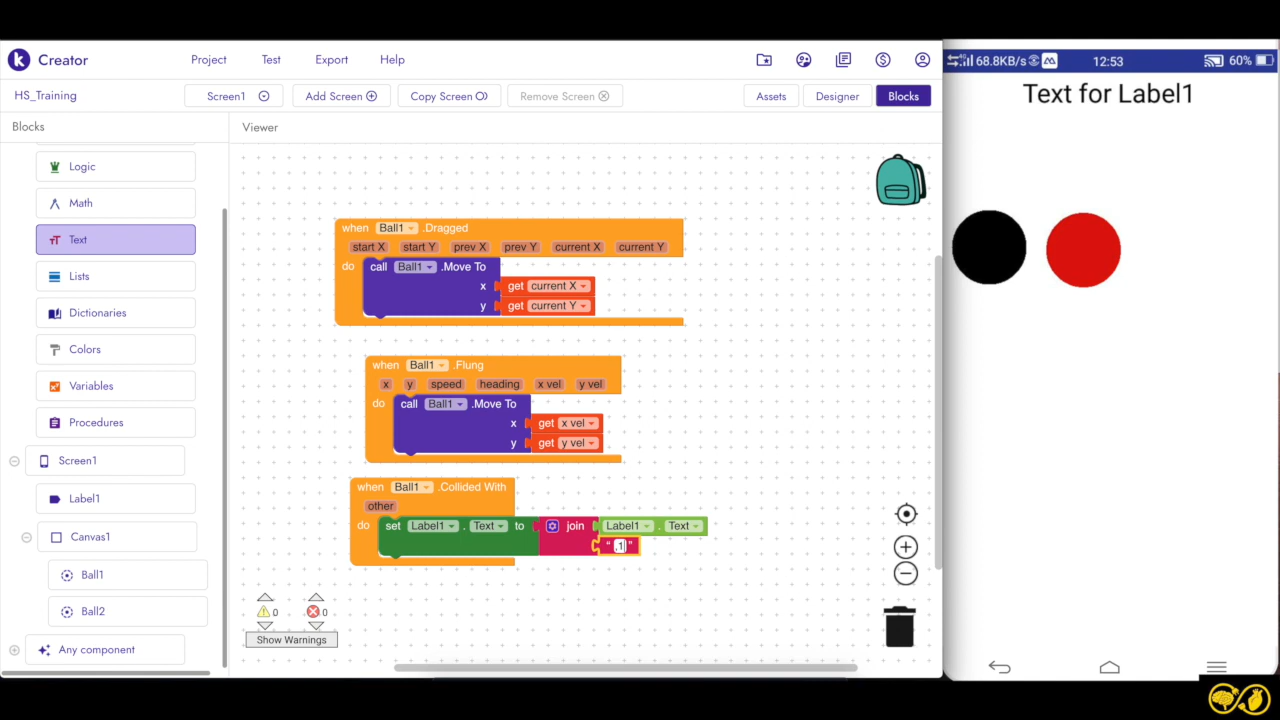 Creator
Project
Test
Export
Help
HS_Training
Screen1
Add Screen
Copy Screen
Remove Screen
Assets
Designer
Blocks
Blocks
Viewer
Logic
Math
Text
Lists
Dictionaries
Colors
Variables
Procedures
Screen1
Label1
Canvas1
Ball1
Ball2
Any component
when Ball1 .Dragged
start X start Y prev X prev Y current X current Y
do call Ball1 .Move To
x get current X
y get current Y
when Ball1 .Flung
x y speed heading x vel y vel
do call Ball1 .Move To
x get x vel
y get y vel
when Ball1 .Collided With
other
do set Label1 . Text to join Label1 . Text
“ .1 ”
0 0
Show Warnings
68.8KB/s
12:53
60%
Text for Label1